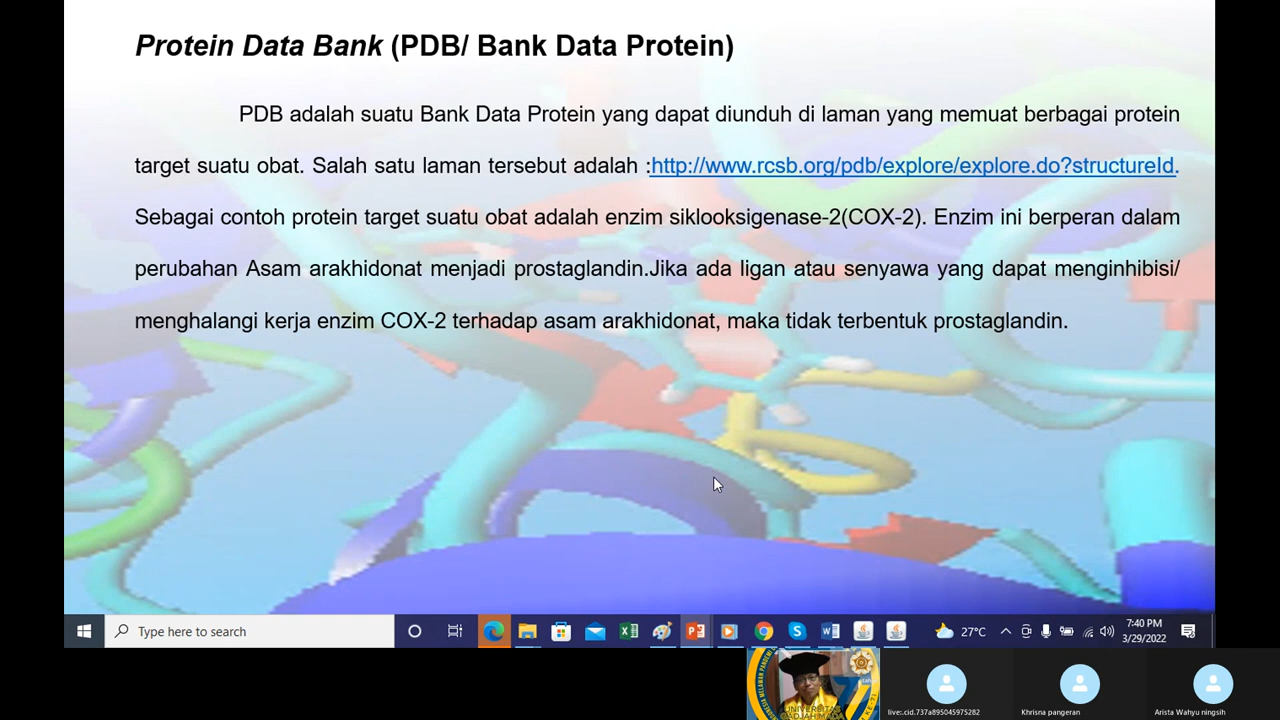 Protein Data Bank (PDB/ Bank Data Protein)
PDB adalah suatu Bank Data Protein yang dapat diunduh di laman yang memuat berbagai protein
target suatu obat. Salah satu laman tersebut adalah :http://www.rcsb.org/pdb/explore/explore.do?structureId.
Sebagai contoh protein target suatu obat adalah enzim siklooksigenase-2(COX-2). Enzim ini berperan dalam
perubahan Asam arakhidonat menjadi prostaglandin.Jika ada ligan atau senyawa yang dapat menginhibisi/
menghalangi kerja enzim COX-2 terhadap asam arakhidonat, maka tidak terbentuk prostaglandin.
Type here to search
27°C
7:40 PM
3/29/2022
UNIVERSITAS
live:.cid.737a895045975282
Khrisna pangeran
Arista Wahyu ningsih